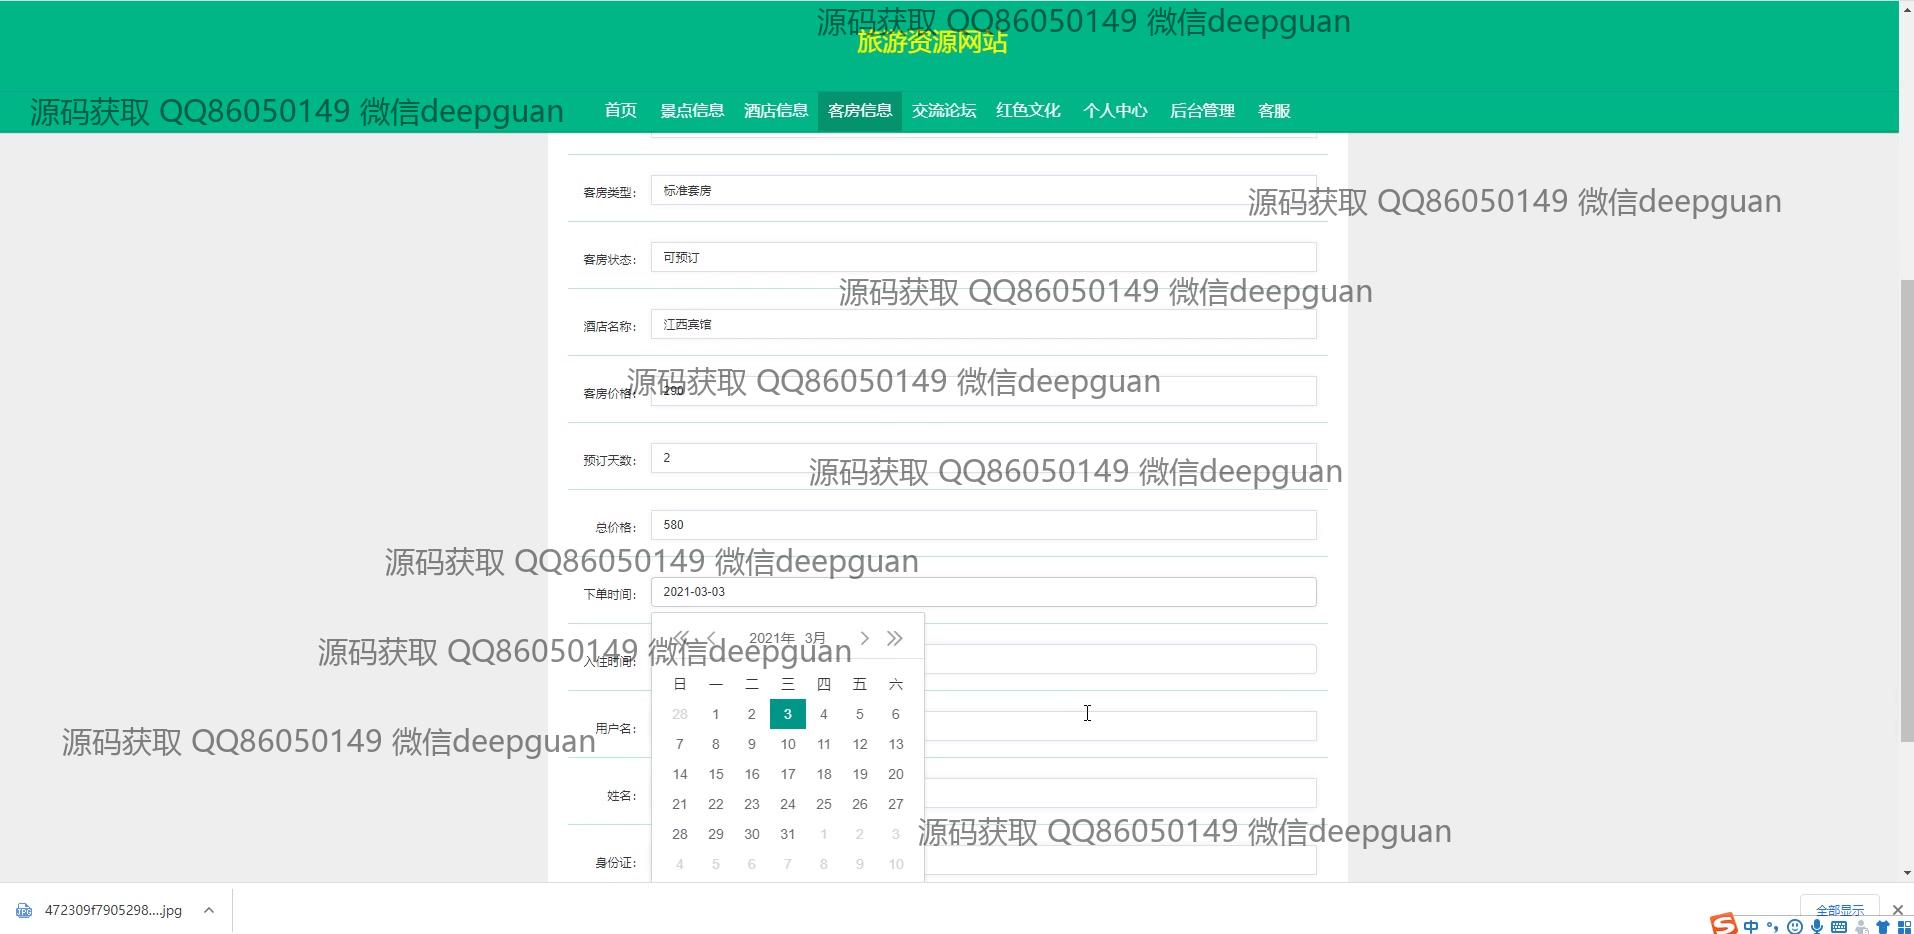 源码获取 QQ86050149 微信deepguan
旅游资源网站
源码获取 QQ86050149 微信deepguan
首页 景点信息 酒店信息 客房信息 交流论坛 红色文化 个人中心 后台管理 客服
客房类型: 标准套房
源码获取 QQ86050149 微信deepguan
客房状态: 可预订
源码获取 QQ86050149 微信deepguan
酒店名称: 江西宾馆
源码获取 QQ86050149 微信deepguan
客房价格: 290
预订天数: 2
源码获取 QQ86050149 微信deepguan
总价格: 580
源码获取 QQ86050149 微信deepguan
下单时间: 2021-03-03
2021年 3月
源码获取 QQ86050149 微信deepguan
入住时间:
日 一 二 三 四 五 六
28 1 2 3 4 5 6
用户名:
源码获取 QQ86050149 微信deepguan
7 8 9 10 11 12 13
14 15 16 17 18 19 20
姓名:
21 22 23 24 25 26 27
28 29 30 31 1 2 3
源码获取 QQ86050149 微信deepguan
身份证:
4 5 6 7 8 9 10
472309f7905298....jpg
全部显示
中